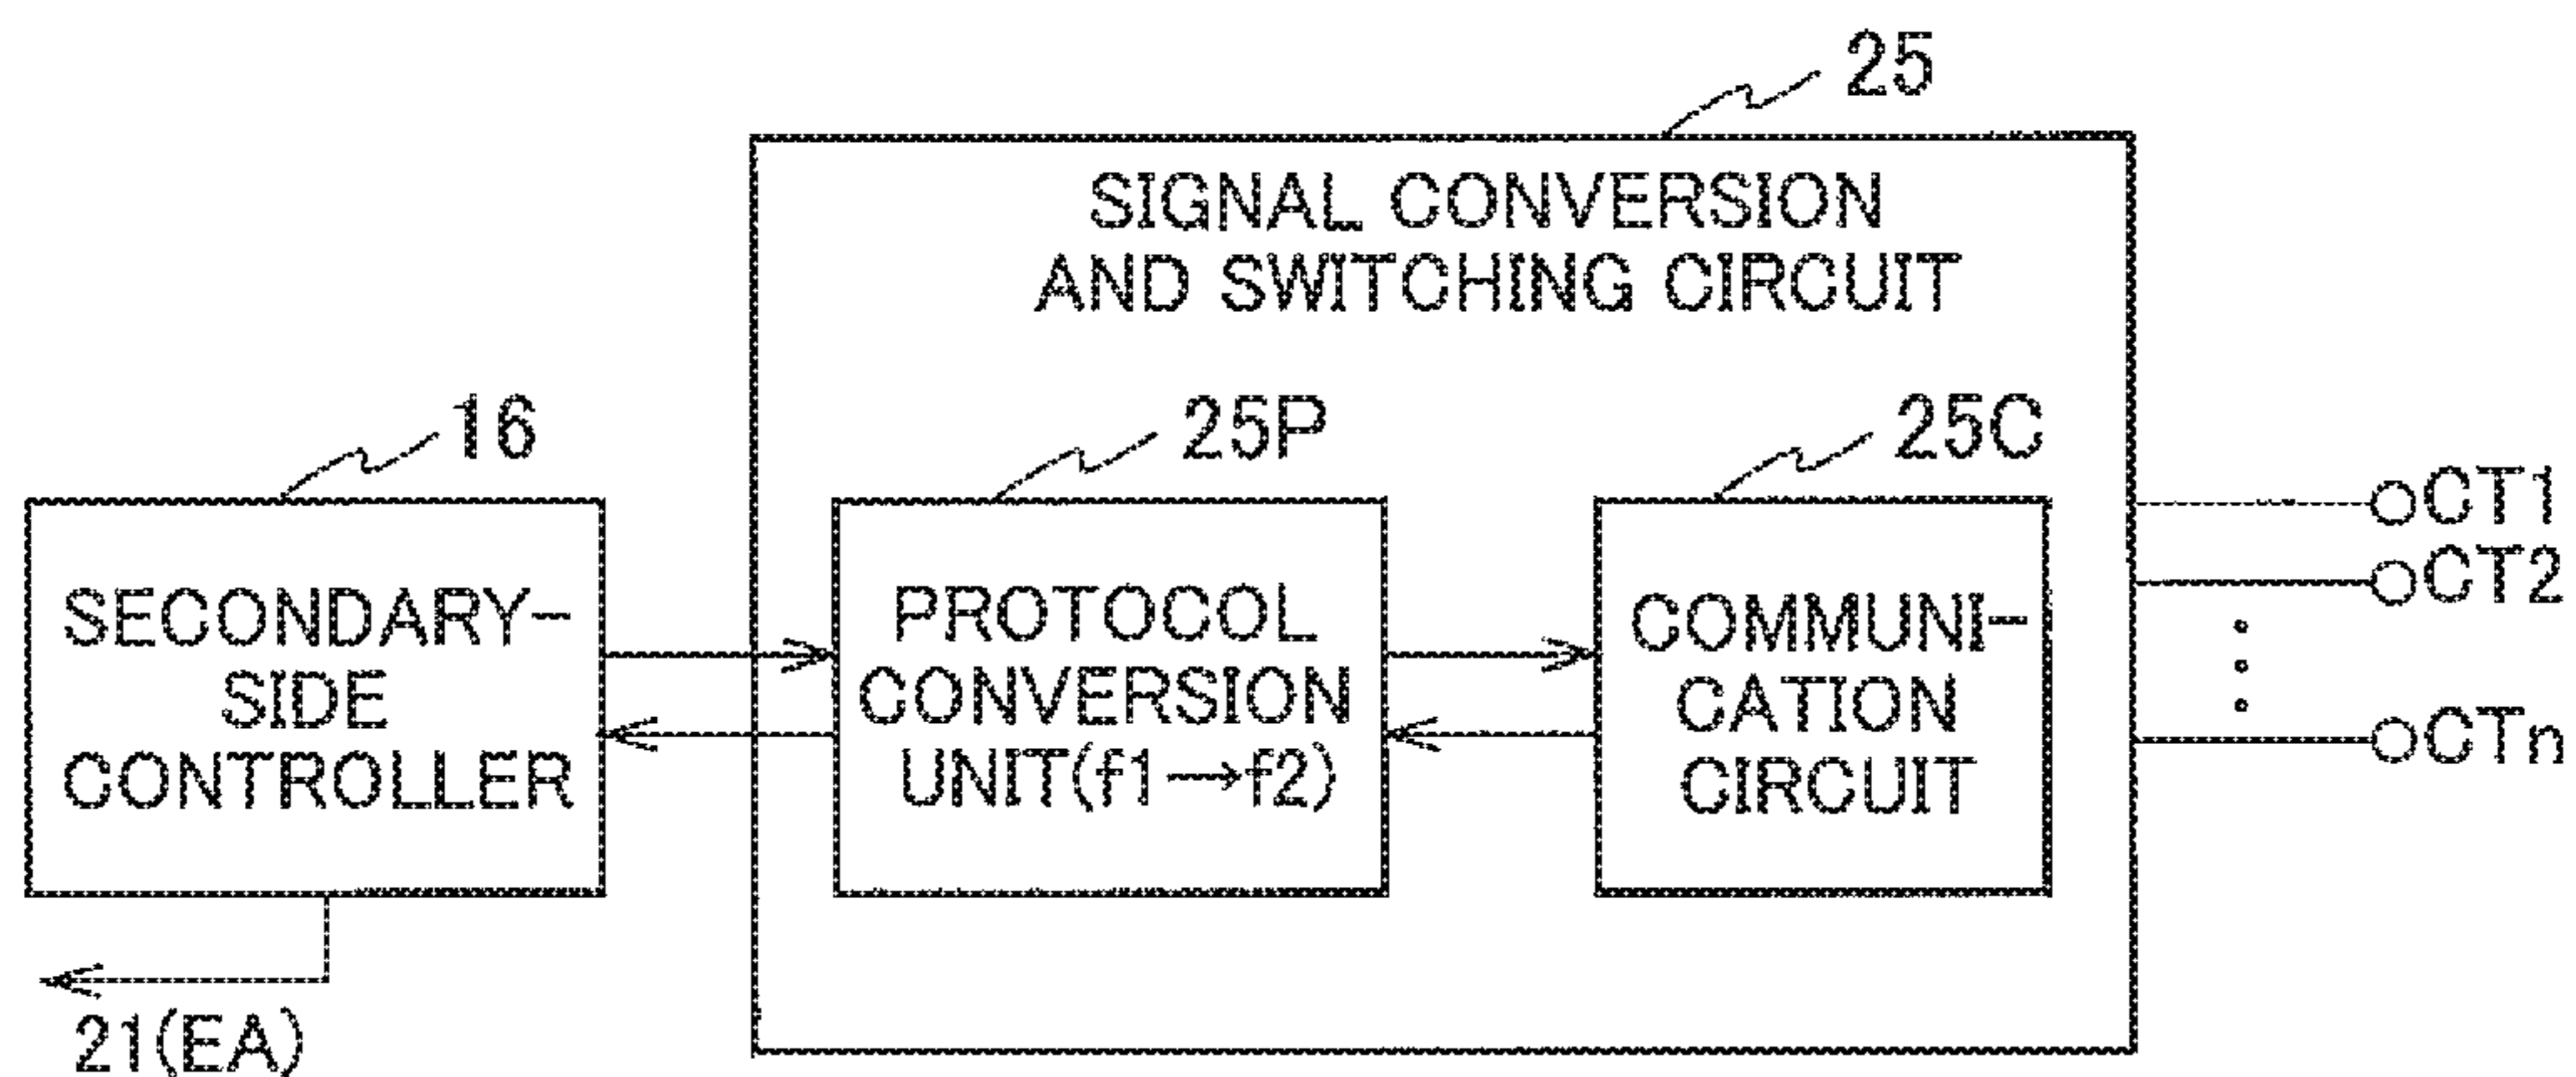 25
SIGNAL CONVERSION
AND SWITCHING CIRCUIT
16
25P
25C
SECONDARY-
SIDE
CONTROLLER
PROTOCOL
CONVERSION
UNIT(f1→f2)
COMMUNI-
CATION
CIRCUIT
CT1
CT2
CTn
21(EA)